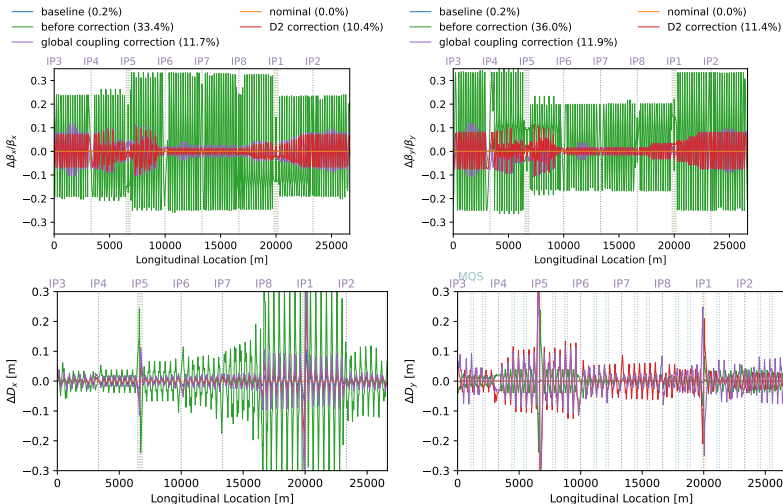 baseline (0.2%)
nominal (0.0%)
before correction (33.4%)
D2 correction (10.4%)
global coupling correction (11.7%)
IP3 IP4 IP5 IP6 IP7 IP8 IP1 IP2
0.3
0.2
0.1
0.0
−0.1
−0.2
−0.3
Δβx/βx
0 5000 10000 15000 20000 25000
Longitudinal Location [m]
baseline (0.2%)
nominal (0.0%)
before correction (36.0%)
D2 correction (11.4%)
global coupling correction (11.9%)
IP3 IP4 IP5 IP6 IP7 IP8 IP1 IP2
0.3
0.2
0.1
0.0
−0.1
−0.2
−0.3
Δβy/βy
0 5000 10000 15000 20000 25000
Longitudinal Location [m]
IP3 IP4 IP5 IP6 IP7 IP8 IP1 IP2
0.3
0.2
0.1
0.0
−0.1
−0.2
−0.3
ΔDx [m]
0 5000 10000 15000 20000 25000
Longitudinal Location [m]
MQS
IP3 IP4 IP5 IP6 IP7 IP8 IP1 IP2
0.3
0.2
0.1
0.0
−0.1
−0.2
−0.3
ΔDy [m]
0 5000 10000 15000 20000 25000
Longitudinal Location [m]